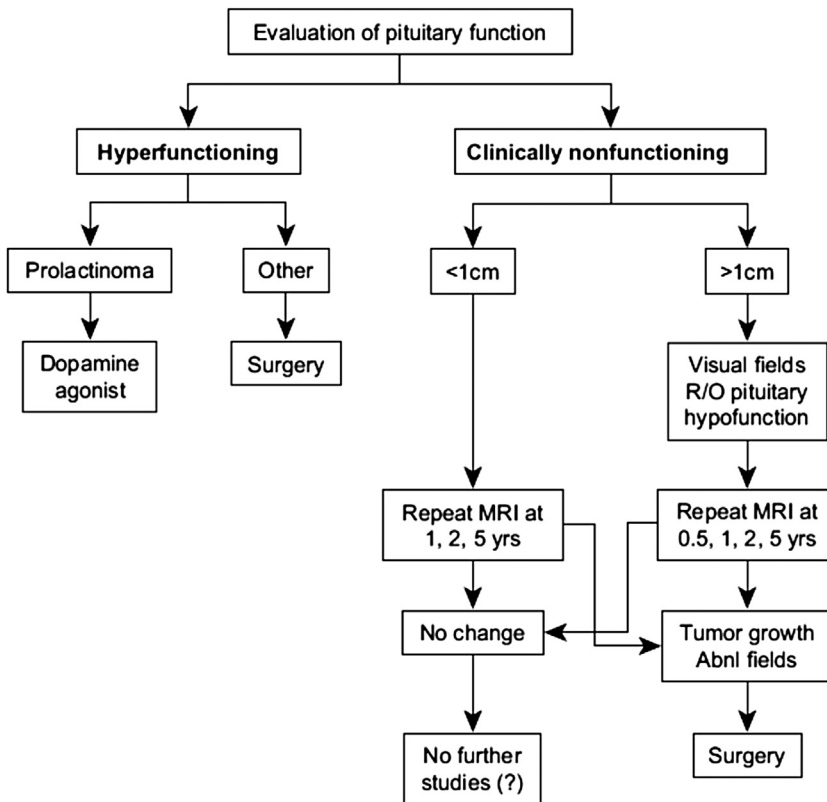 Evaluation of pituitary function
Hyperfunctioning
Clinically nonfunctioning
Prolactinoma
Other
<1cm
>1cm
Dopamine
agonist
Surgery
Visual fields
R/O pituitary
hypofunction
Repeat MRI at
1, 2, 5 yrs
Repeat MRI at
0.5, 1, 2, 5 yrs
No change
Tumor growth
Abnl fields
No further
studies (?)
Surgery